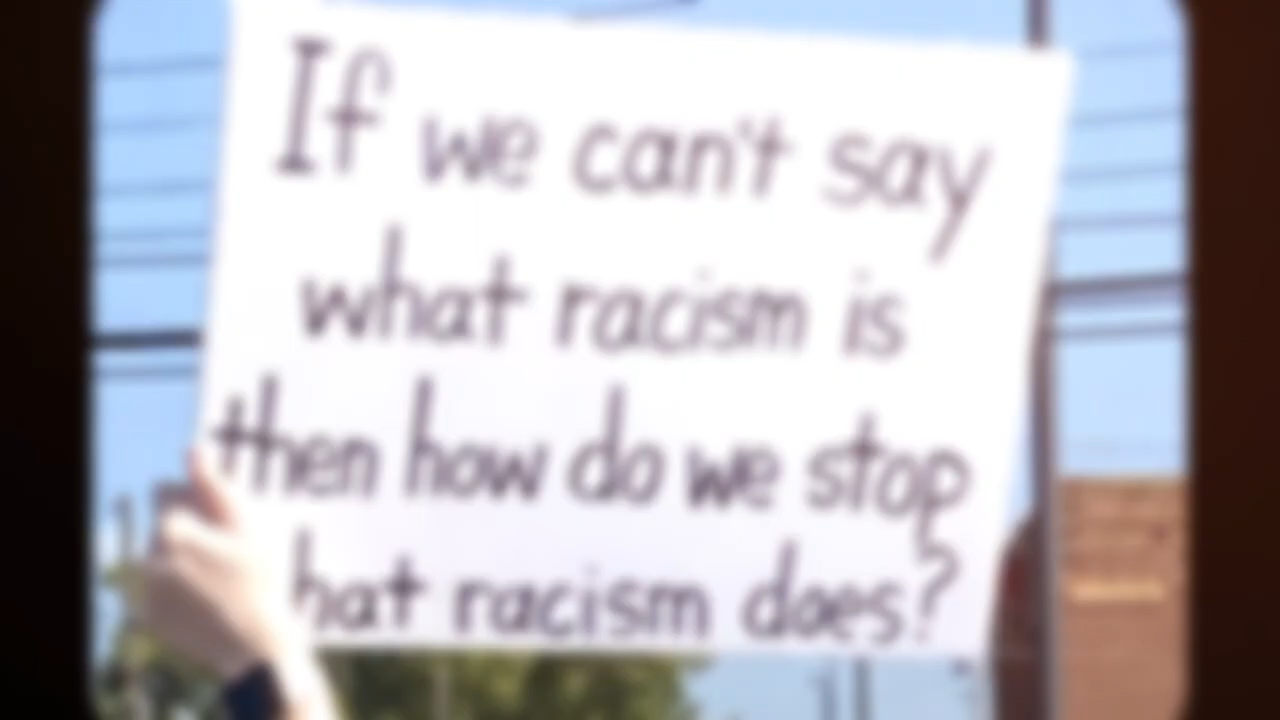 If we can't say
what racism is
then how do we stop
hat racism does?